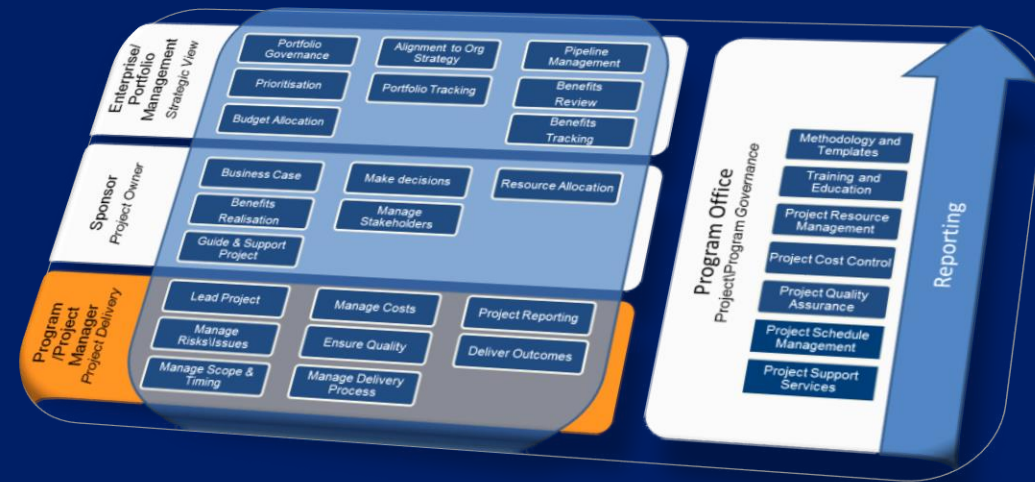 Enterprise/
Portfolio
Management
Strategic View
Portfolio
Governance
Alignment to Org
Strategy
Pipeline
Management
Prioritisation
Portfolio Tracking
Benefits
Review
Budget Allocation
Benefits
Tracking
Sponsor
Project Owner
Business Case
Make decisions
Resource Allocation
Benefits
Realisation
Manage
Stakeholders
Guide & Support
Project
Program
/Project
Manager
Project Delivery
Lead Project
Manage Costs
Project Reporting
Manage
Risks\Issues
Ensure Quality
Deliver Outcomes
Manage Scope &
Timing
Manage Delivery
Process
Program Office
Project\Program Governance
Methodology and
Templates
Training and
Education
Project Resource
Management
Project Cost Control
Project Quality
Assurance
Project Schedule
Management
Project Support
Services
Reporting